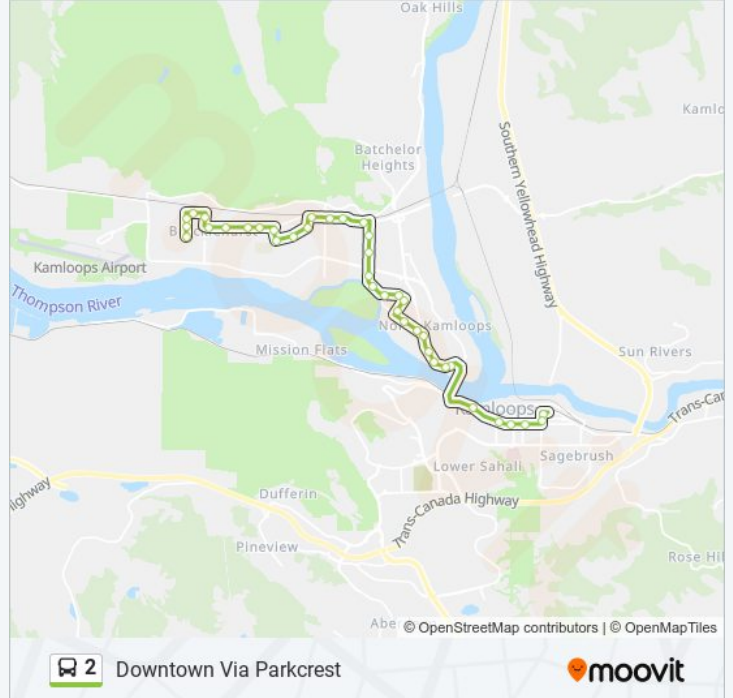 Oak Hills
Kamlo
Batchelor
Heights
Southern Yellowhead Highway
Kamloops Airport
Thompson River
North Kamloops
Mission Flats
Sun Rivers
Kamloops
Trans-Ca
Lower Sahali
Sagebrush
Dufferin
Trans-Canada Highway
highway
Pineview
Rose Hil
Abe
© OpenStreetMap contributors | © OpenMapTiles
2 Downtown Via Parkcrest
moovit